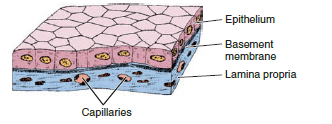 Epithelium
Basement
membrane
Lamina propria
Capillaries